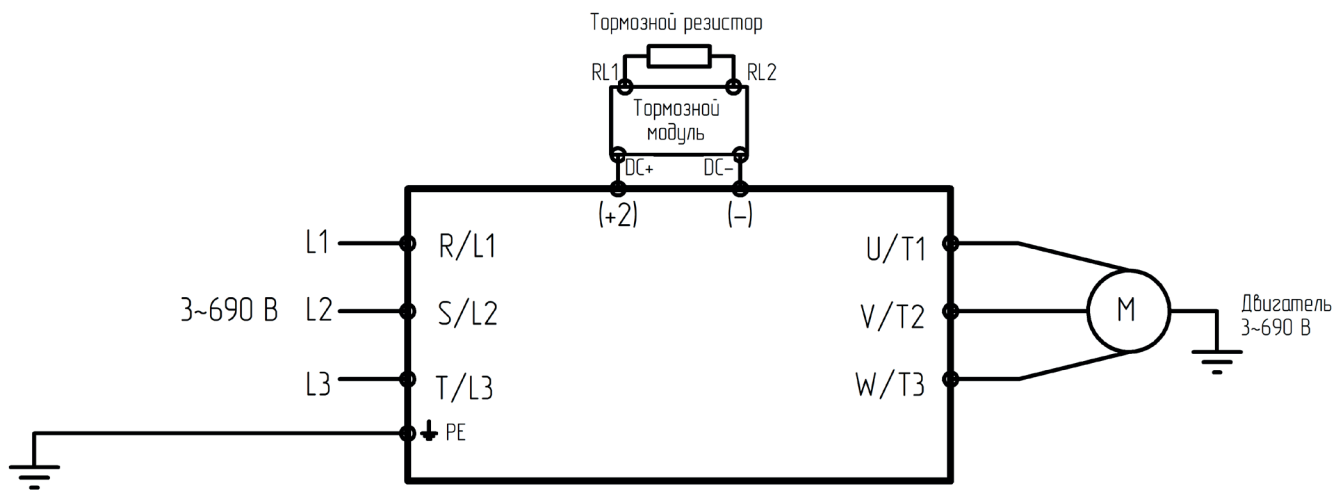 Тормозной резистор
RL1
RL2
Тормозной
модуль
DC+
DC-
(+2)
(-)
L1
R/L1
U/T1
3~690 В
L2
S/L2
V/T2
M
Двигатель
3~690 В
L3
T/L3
W/T3
PE